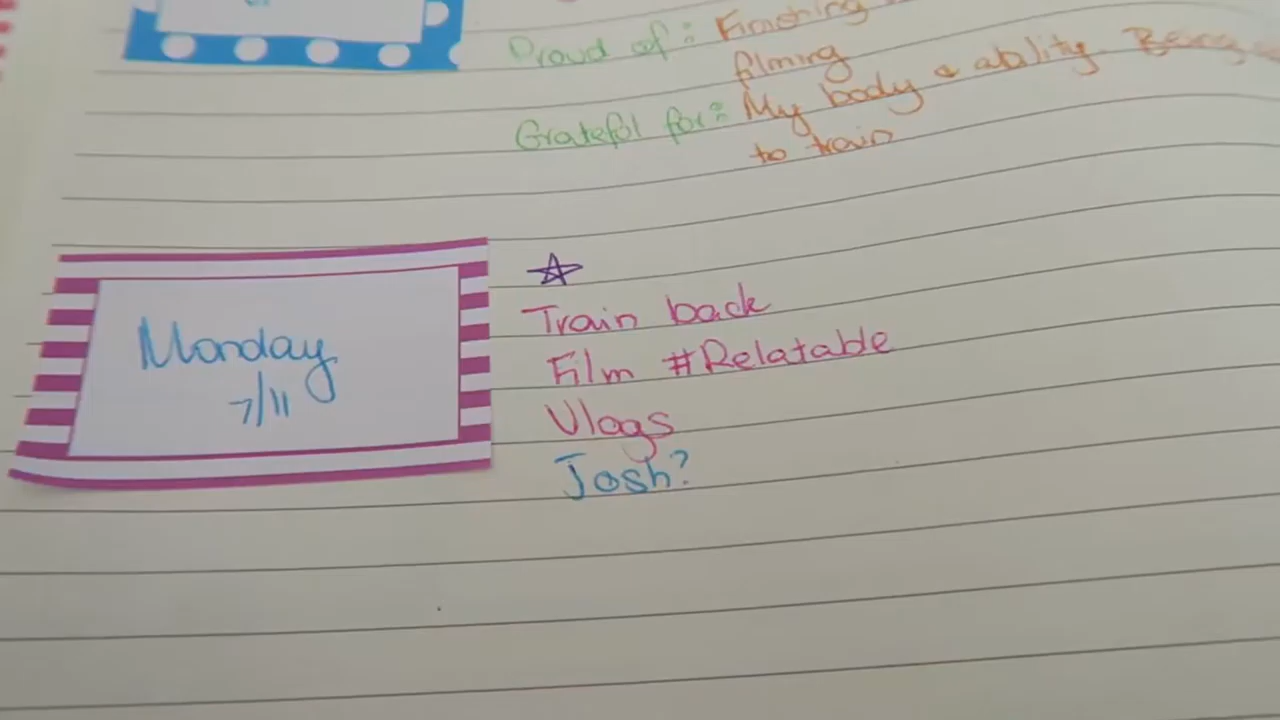 Proud of: Finishing
filming
Grateful for: My body & ability. Being
to train
Monday
7/11
Train back
Film #Relatable
Vlogs
Josh?